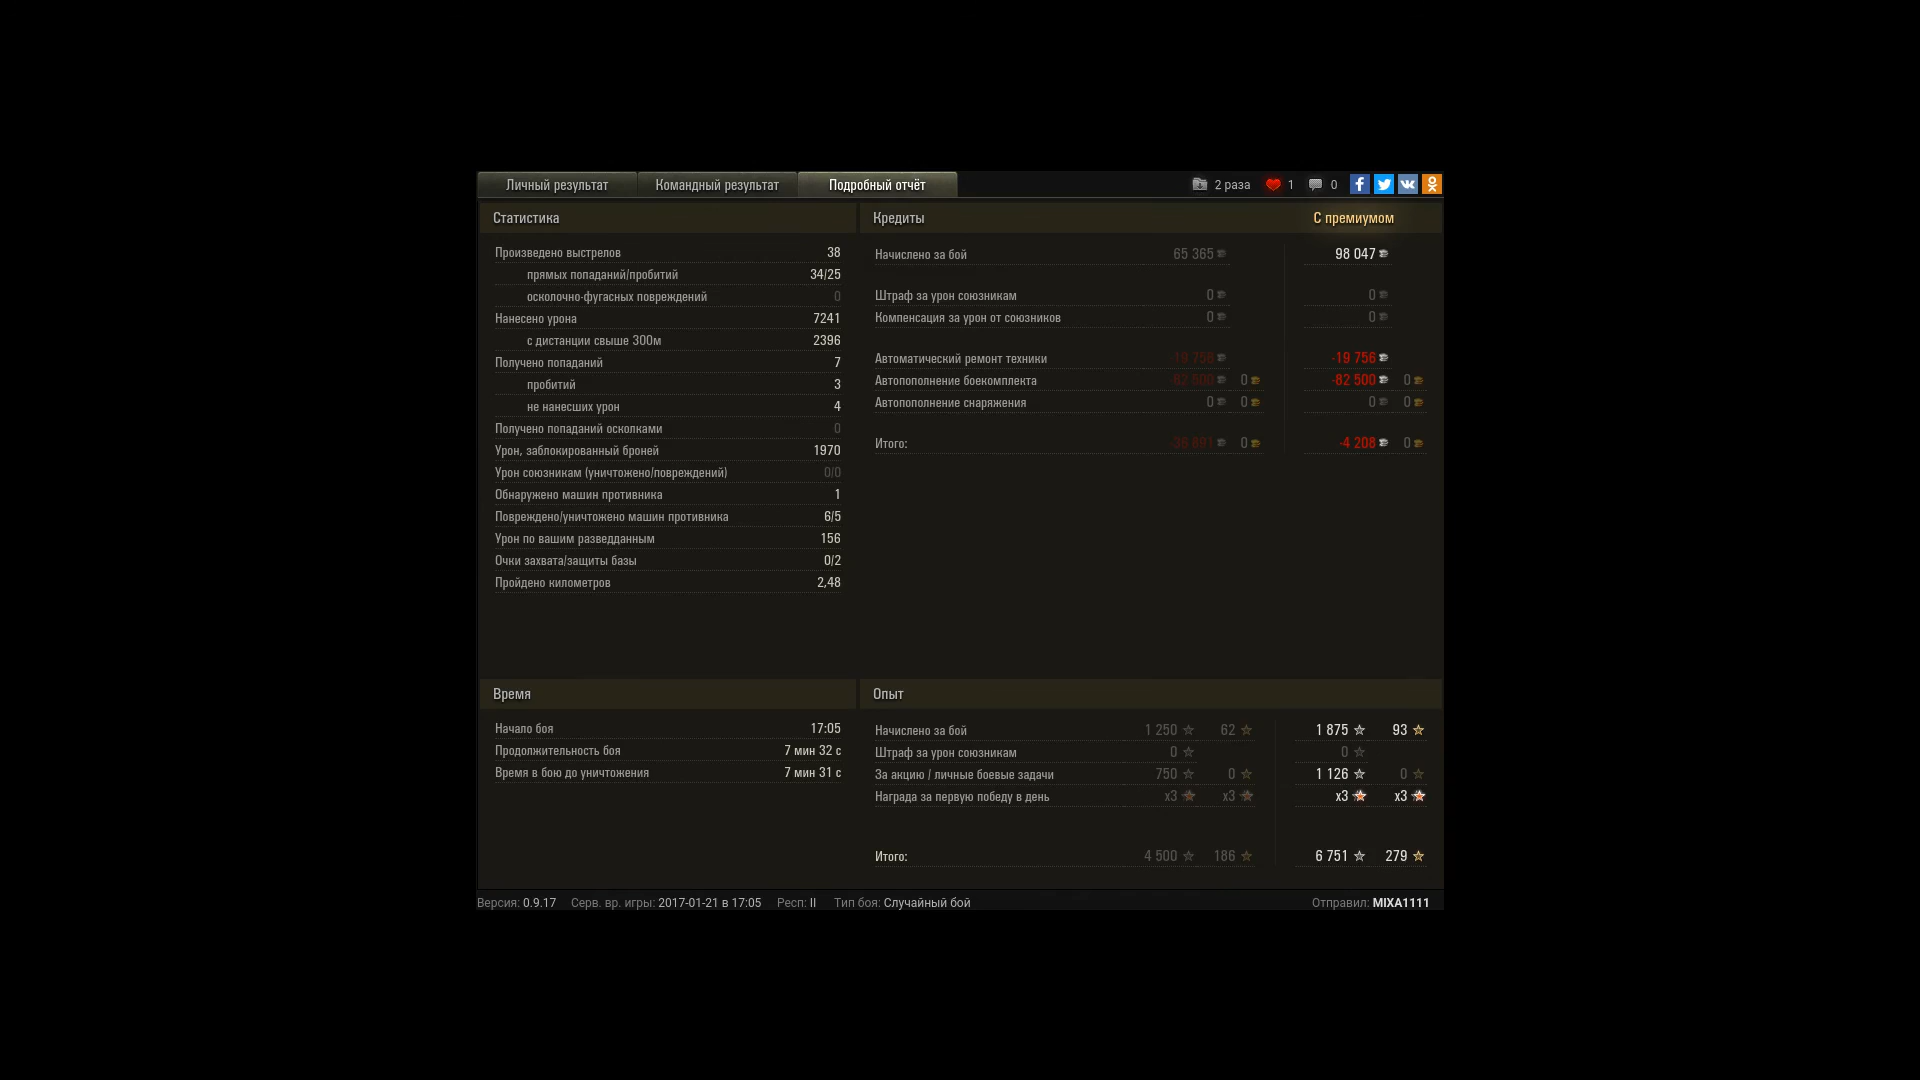 Личный результат Командный результат Подробный отчёт 2 раза 1 0
Статистика
Произведено выстрелов 38
прямых попаданий/пробитий 34/25
осколочно-фугасных повреждений 0
Нанесено урона 7241
с дистанции свыше 300м 2396
Получено попаданий 7
пробитий 3
не нанесших урон 4
Получено попаданий осколками 0
Урон, заблокированный броней 1970
Урон союзникам (уничтожено/повреждений) 0/0
Обнаружено машин противника 1
Повреждено/уничтожено машин противника 6/5
Урон по вашим разведданным 156
Очки захвата/защиты базы 0/2
Пройдено километров 2,48
Кредиты С премиумом
Начислено за бой 65 365 98 047
Штраф за урон союзникам 0 0
Компенсация за урон от союзников 0 0
Автоматический ремонт техники -19 756 -19 756
Автопополнение боекомплекта -82 500 0 -82 500 0
Автопополнение снаряжения 0 0 0 0
Итого: -36 891 0 -4 208 0
Время
Начало боя 17:05
Продолжительность боя 7 мин 32 с
Время в бою до уничтожения 7 мин 31 с
Опыт
Начислено за бой 1 250 62 1 875 93
Штраф за урон союзникам 0 0
За акцию / личные боевые задачи 750 0 1 126 0
Награда за первую победу в день x3 x3 x3 x3
Итого: 4 500 186 6 751 279
Версия: 0.9.17 Серв. вр. игры: 2017-01-21 в 17:05 Респ: II Тип боя: Случайный бой Отправил: MIXA1111